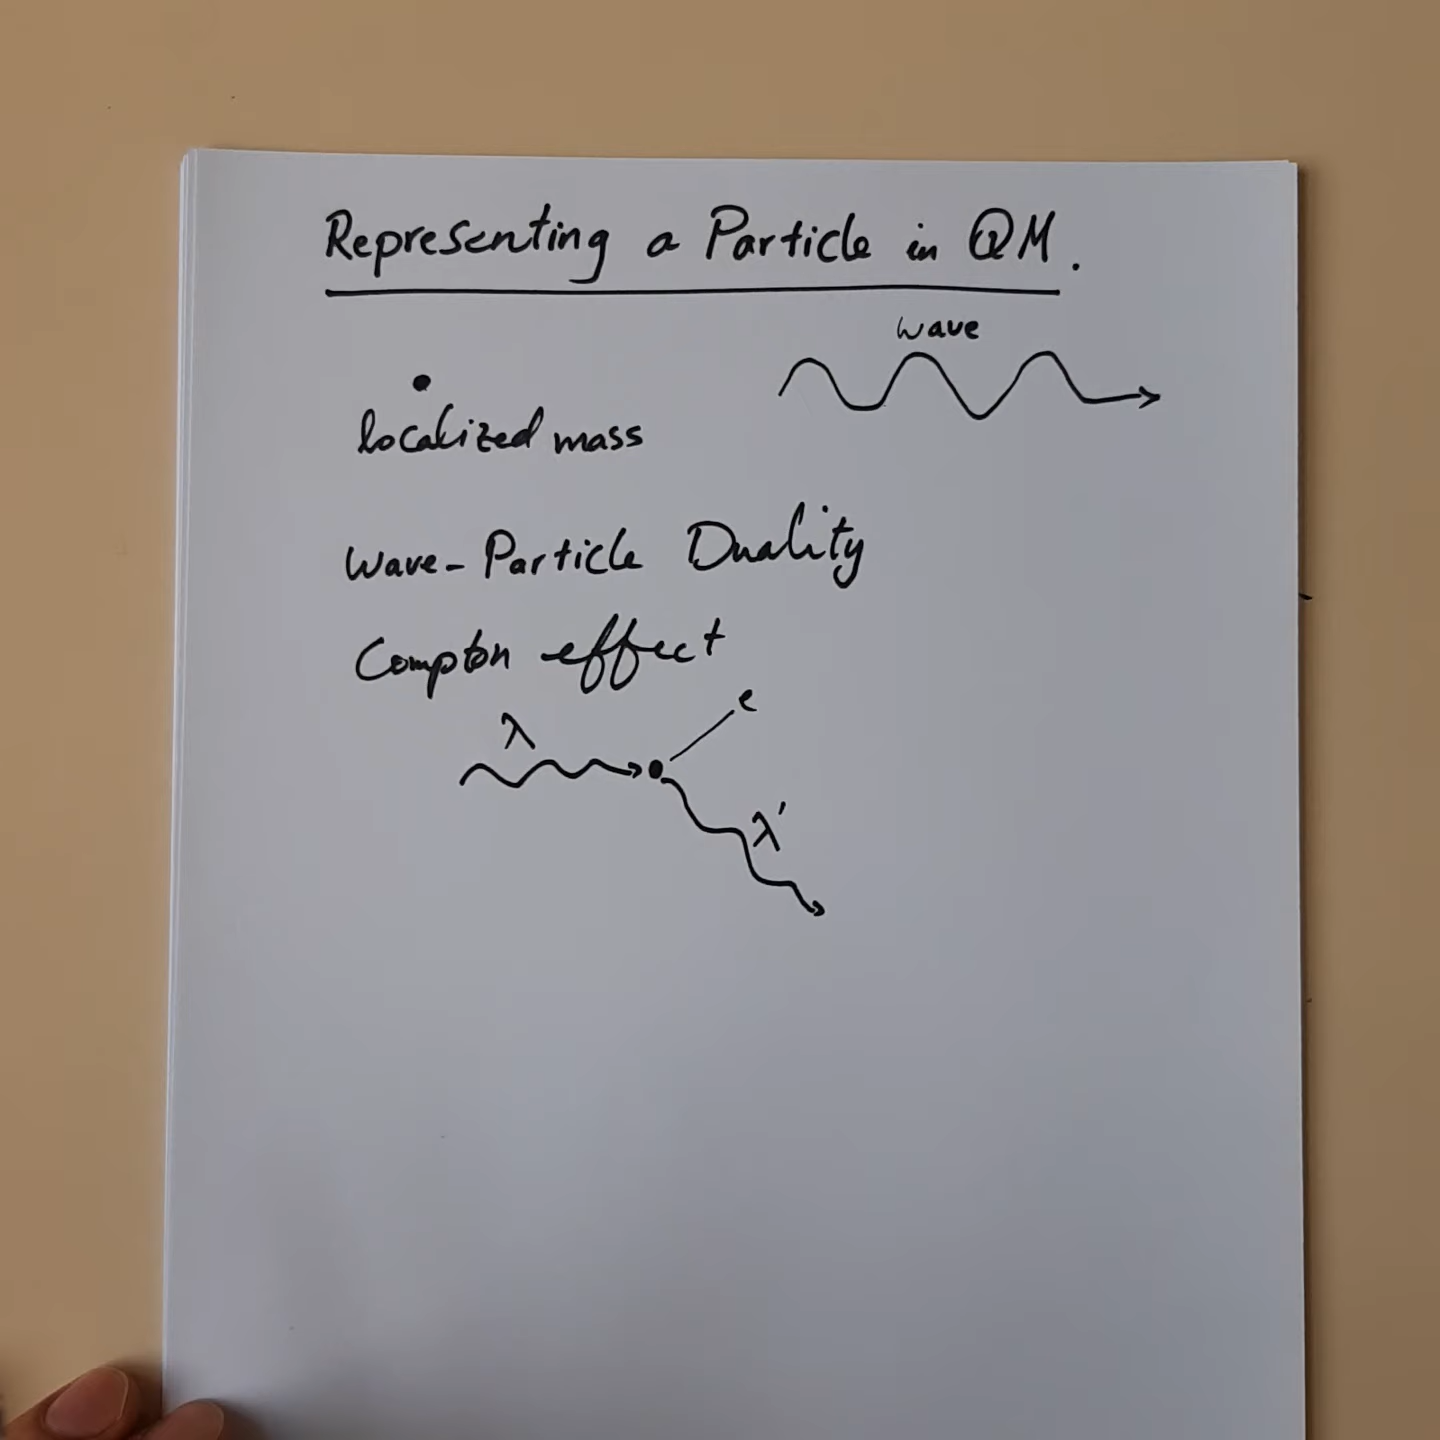 Representing a Particle in QM.
wave
localized mass
Wave-Particle Duality
Compton effect
e
λ
λ'